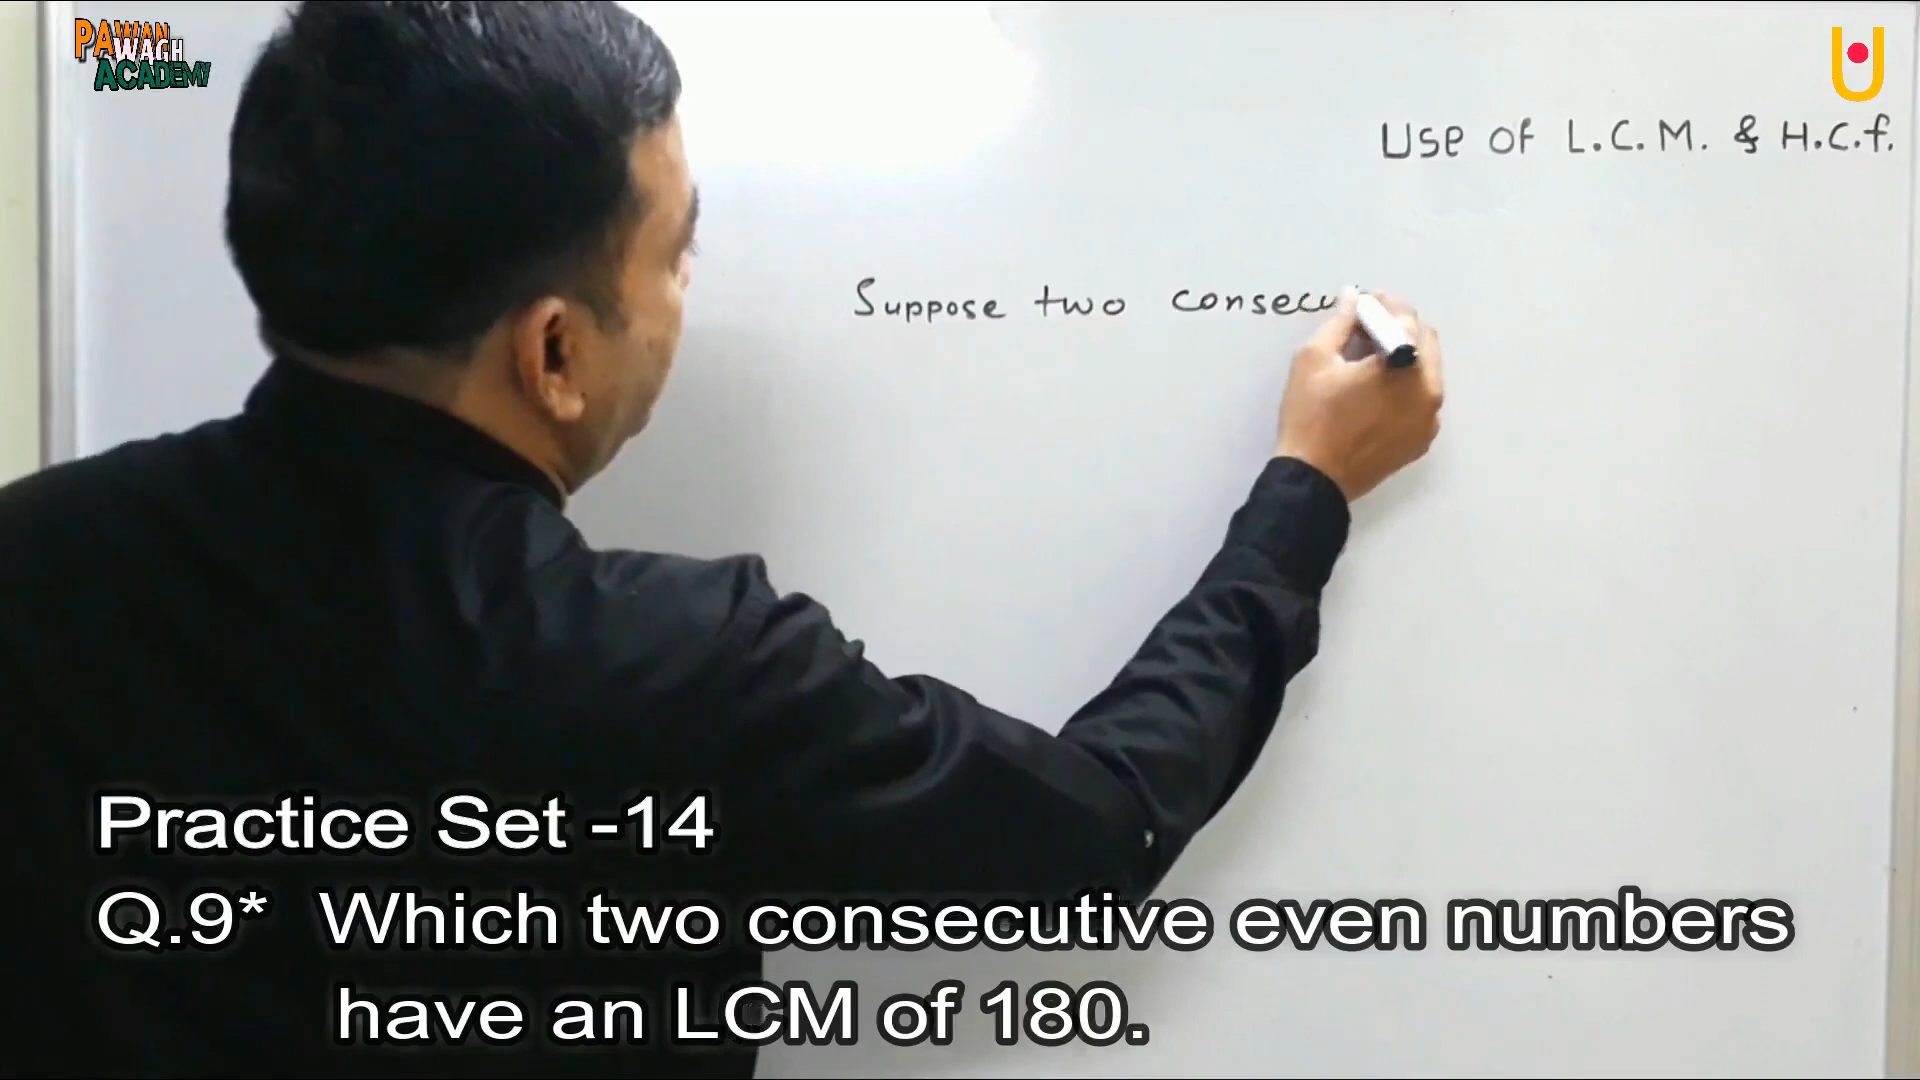 PAWAN
WAGH
ACADEMY
Use of L.C.M. & H.C.f.
Suppose two consecu
Practice Set -14
Q.9* Which two consecutive even numbers
have an LCM of 180.